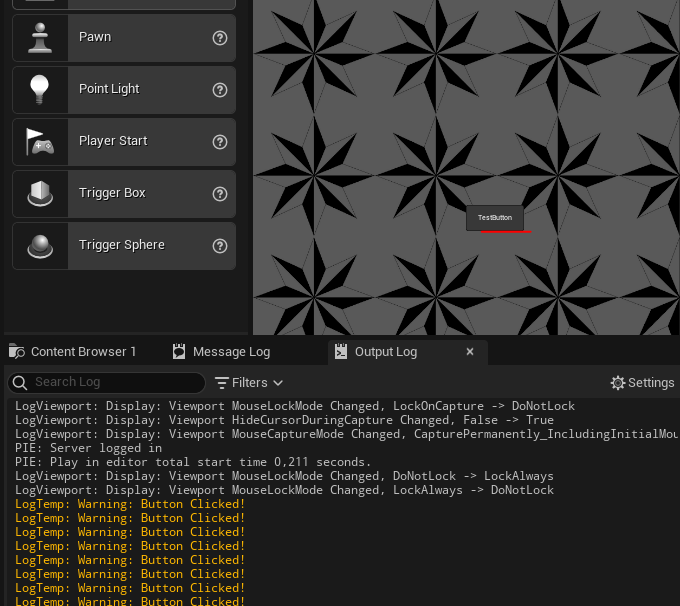 Pawn
Point Light
Player Start
Trigger Box
Trigger Sphere
TestButton
Content Browser 1
Message Log
Output Log
Search Log
Filters
Settings
LogViewport: Display: Viewport MouseLockMode Changed, LockOnCapture -> DoNotLock
LogViewport: Display: Viewport HideCursorDuringCapture Changed, False -> True
LogViewport: Display: Viewport MouseCaptureMode Changed, CapturePermanently_IncludingInitialMou
PIE: Server logged in
PIE: Play in editor total start time 0,211 seconds.
LogViewport: Display: Viewport MouseLockMode Changed, DoNotLock -> LockAlways
LogViewport: Display: Viewport MouseLockMode Changed, LockAlways -> DoNotLock
LogTemp: Warning: Button Clicked!
LogTemp: Warning: Button Clicked!
LogTemp: Warning: Button Clicked!
LogTemp: Warning: Button Clicked!
LogTemp: Warning: Button Clicked!
LogTemp: Warning: Button Clicked!
LogTemp: Warning: Button Clicked!
LogTemp: Warning: Button Clicked!